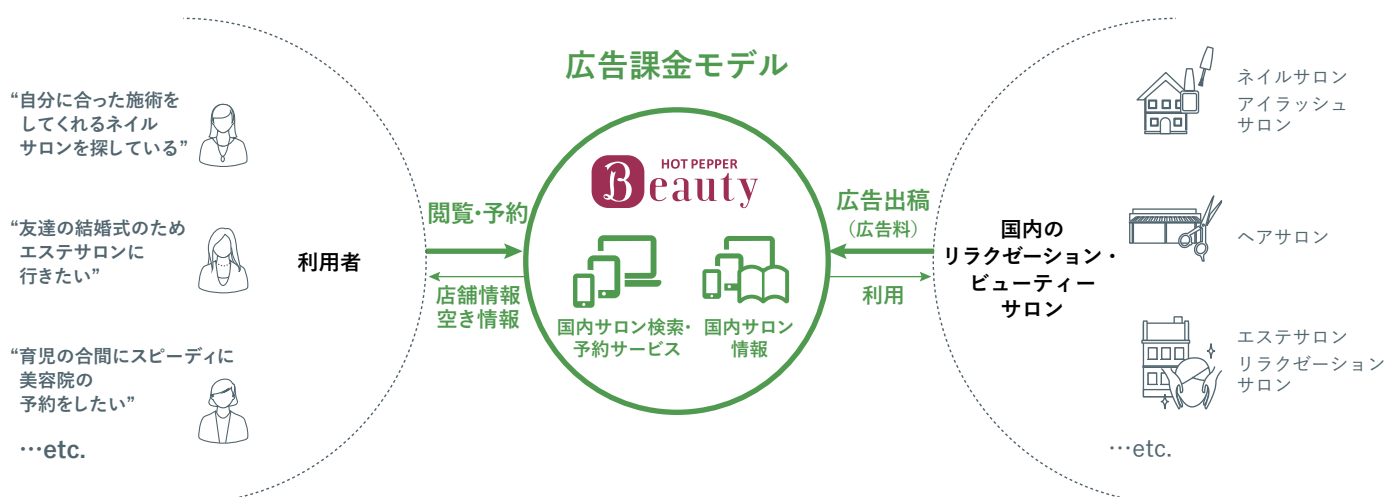 広告課金モデル
“自分に合った施術を
してくれるネイル
サロンを探している”
“友達の結婚式のため
エステサロンに
行きたい”
“育児の合間にスピーディに
美容院の
予約をしたい”
…etc.
利用者
閲覧・予約
店舗情報
空き情報
HOT PEPPER
Beauty
国内サロン検索・
予約サービス
国内サロン
情報
広告出稿
（広告料）
利用
国内の
リラクゼーション・
ビューティー
サロン
ネイルサロン
アイラッシュ
サロン
ヘアサロン
エステサロン
リラクゼーション
サロン
…etc.